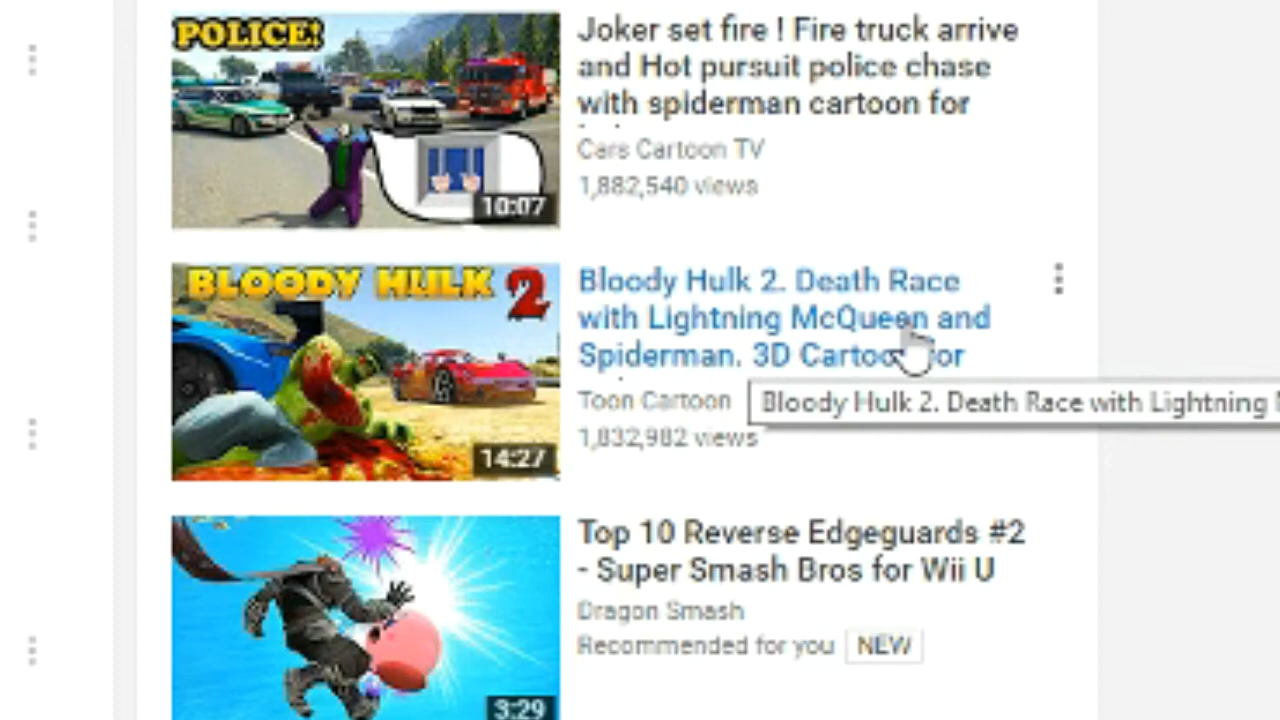 POLICE!
10:07
Joker set fire ! Fire truck arrive
and Hot pursuit police chase
with spiderman cartoon for
Cars Cartoon TV
1,882,540 views
BLOODY HULK 2
14:27
Bloody Hulk 2. Death Race
with Lightning McQueen and
Spiderman. 3D Cartoon for
Toon Cartoon
Bloody Hulk 2. Death Race with Lightning
1,832,982 views
3:29
Top 10 Reverse Edgeguards #2
- Super Smash Bros for Wii U
Dragon Smash
Recommended for you NEW